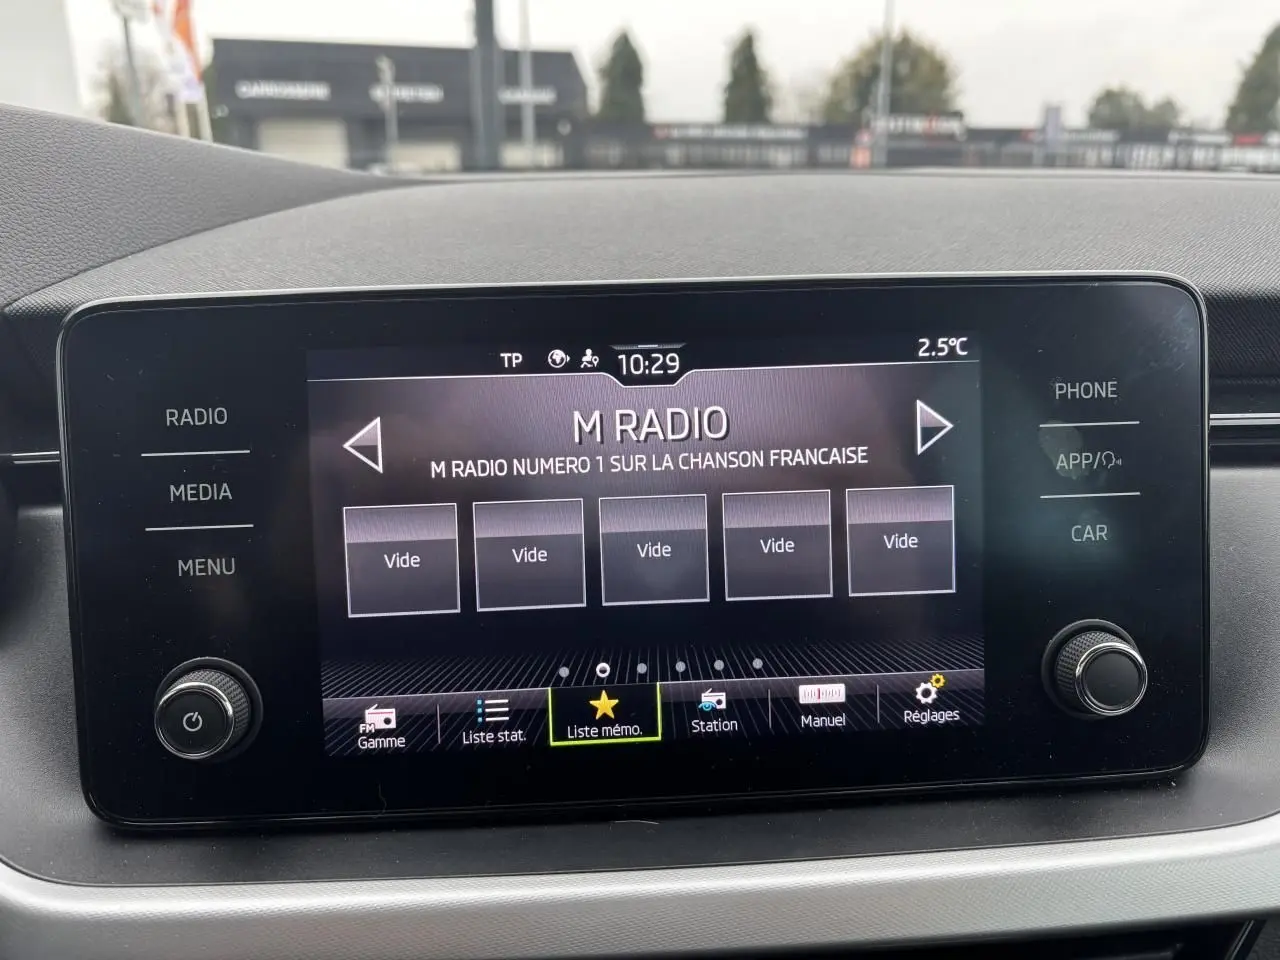 CARROSSERIE
TP
10:29
2.5°C
RADIO
MEDIA
MENU
M RADIO
M RADIO NUMERO 1 SUR LA CHANSON FRANCAISE
Vide
Vide
Vide
Vide
Vide
FM
Gamme
Liste stat.
Liste mémo.
Station
Manuel
Réglages
PHONE
APP/
CAR